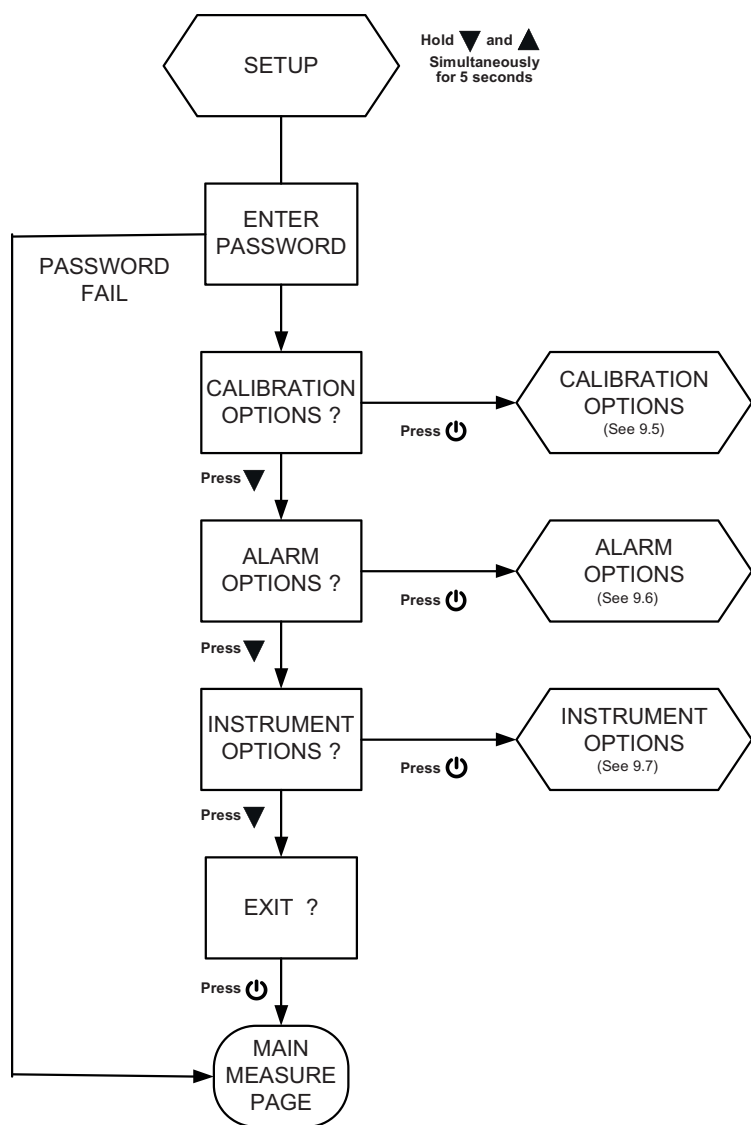 SETUP
Hold ▼ and ▲
Simultaneously
for 5 seconds
ENTER
PASSWORD
PASSWORD
FAIL
CALIBRATION
OPTIONS ?
Press ⏻
CALIBRATION
OPTIONS
(See 9.5)
Press ▼
ALARM
OPTIONS ?
Press ⏻
ALARM
OPTIONS
(See 9.6)
Press ▼
INSTRUMENT
OPTIONS ?
Press ⏻
INSTRUMENT
OPTIONS
(See 9.7)
Press ▼
EXIT ?
Press ⏻
MAIN
MEASURE
PAGE